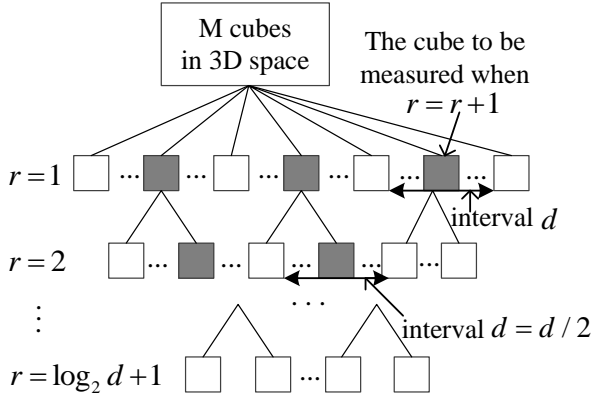 M cubes
in 3D space
The cube to be
measured when
r = r+1
r = 1
... ... ... ... ... ...
interval d
r = 2
... ... ... ... ... ...
...
interval d = d / 2
⋮
r = log₂ d + 1
...